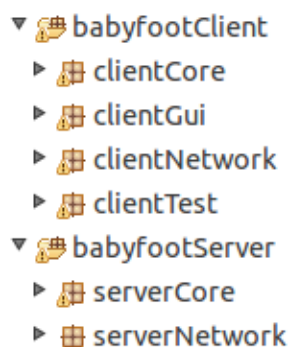 babyfootClient
clientCore
clientGui
clientNetwork
clientTest
babyfootServer
serverCore
serverNetwork